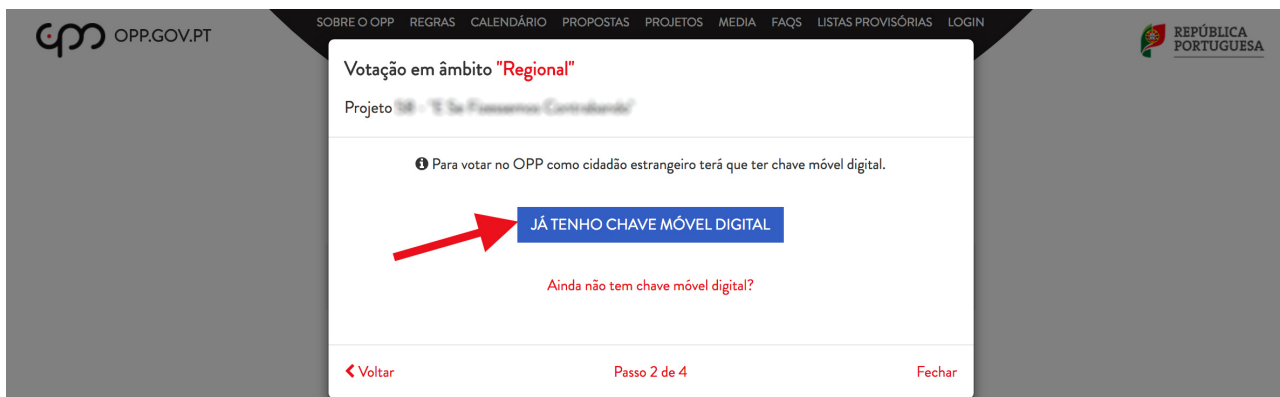 OPP.GOV.PT
SOBRE O OPP REGRAS CALENDÁRIO PROPOSTAS PROJETOS MEDIA FAQS LISTAS PROVISÓRIAS LOGIN
REPÚBLICA
PORTUGUESA
Votação em âmbito "Regional"
Projeto
Para votar no OPP como cidadão estrangeiro terá que ter chave móvel digital.
JÁ TENHO CHAVE MÓVEL DIGITAL
Ainda não tem chave móvel digital?
Voltar
Passo 2 de 4
Fechar